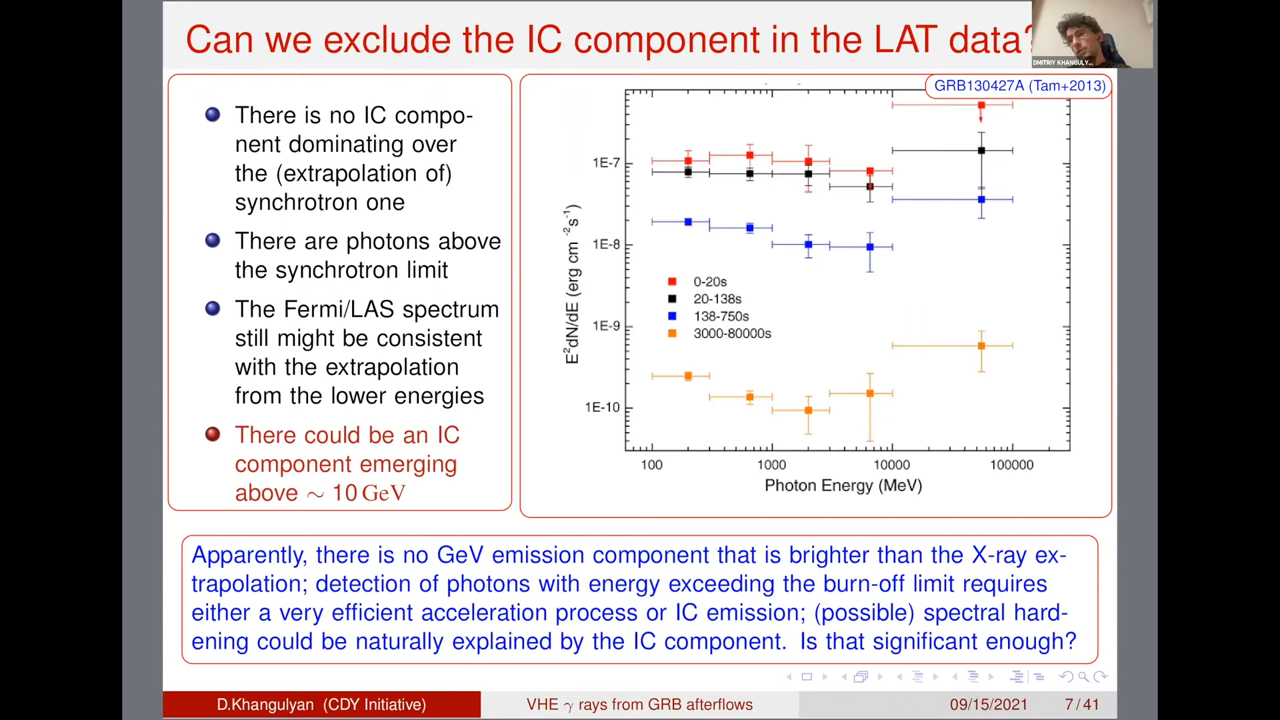 Can we exclude the IC component in the LAT data?
DMITRIY KHANGULY...
There is no IC compo-
nent dominating over
the (extrapolation of)
synchrotron one
There are photons above
the synchrotron limit
The Fermi/LAS spectrum
still might be consistent
with the extrapolation
from the lower energies
There could be an IC
component emerging
above ∼ 10 GeV
GRB130427A (Tam+2013)
1E-7
1E-8
1E-9
1E-10
E²dN/dE (erg cm⁻²s⁻¹)
0-20s
20-138s
138-750s
3000-80000s
100
1000
10000
100000
Photon Energy (MeV)
Apparently, there is no GeV emission component that is brighter than the X-ray ex-
trapolation; detection of photons with energy exceeding the burn-off limit requires
either a very efficient acceleration process or IC emission; (possible) spectral hard-
ening could be naturally explained by the IC component. Is that significant enough?
D.Khangulyan (CDY Initiative)
VHE γ rays from GRB afterflows
09/15/2021
7 / 41